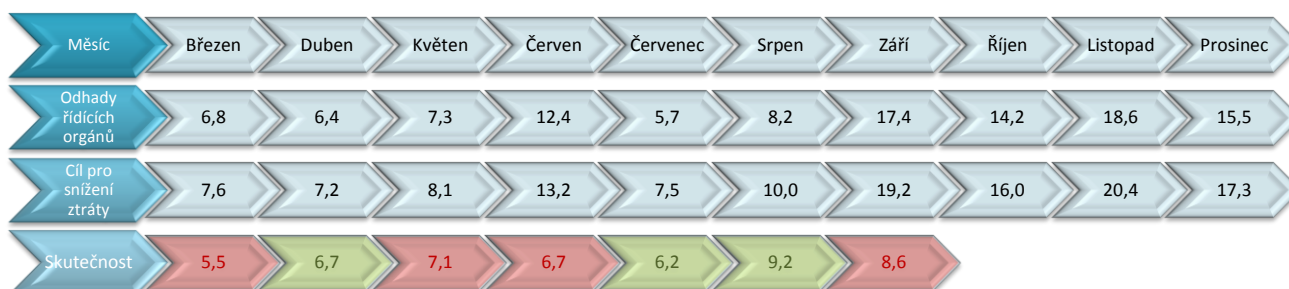 Měsíc Březen Duben Květen Červen Červenec Srpen Září Říjen Listopad Prosinec
Odhady
řídících
orgánů
6,8 6,4 7,3 12,4 5,7 8,2 17,4 14,2 18,6 15,5
Cíl pro
snížení
ztráty
7,6 7,2 8,1 13,2 7,5 10,0 19,2 16,0 20,4 17,3
Skutečnost 5,5 6,7 7,1 6,7 6,2 9,2 8,6